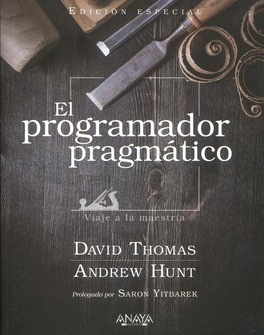 EDICIÓN ESPECIAL
El
programador
pragmático
Viaje a la maestría
DAVID THOMAS
ANDREW HUNT
Prologado por SARON YITBAREK
ANAYA